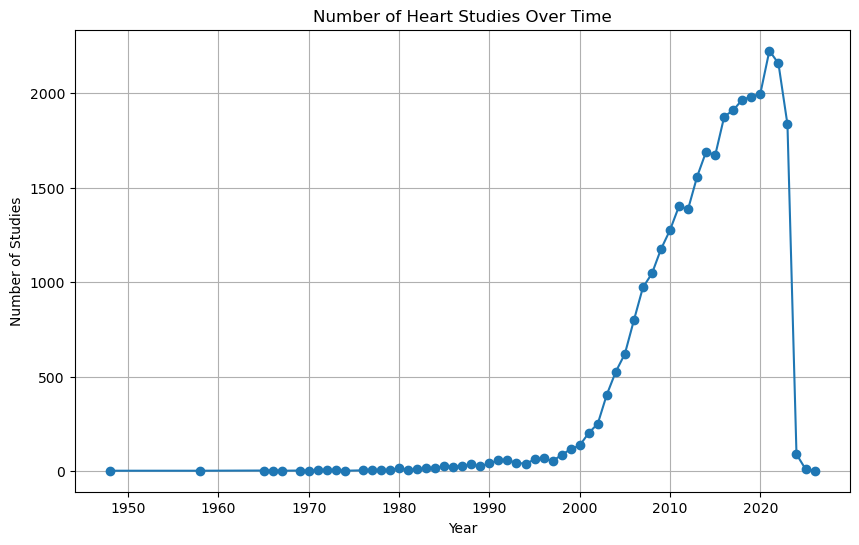 Number of Heart Studies Over Time
Number of Studies
2000
1500
1000
500
0
1950 1960 1970 1980 1990 2000 2010 2020
Year